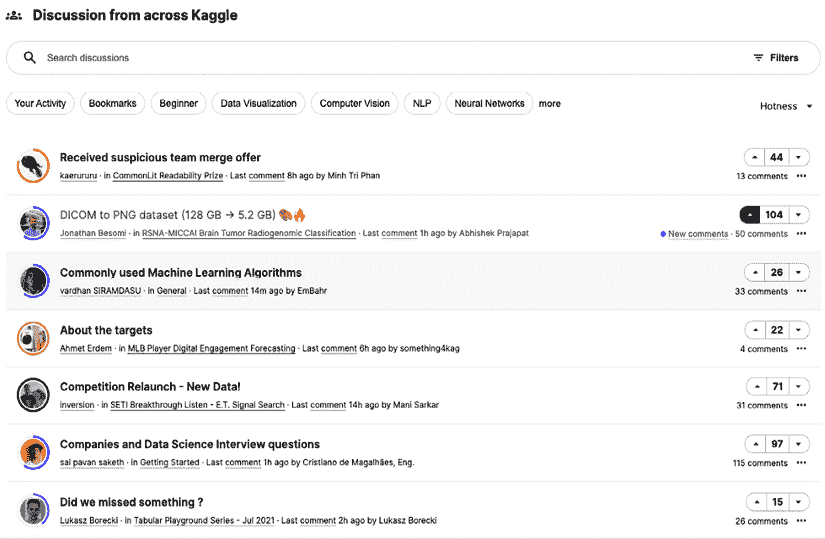 Discussion from across Kaggle
Search discussions
Filters
Your Activity Bookmarks Beginner Data Visualization Computer Vision NLP Neural Networks more
Hotness
Received suspicious team merge offer
44
kaerururu · in CommonLit Readability Prize · Last comment 8h ago by Minh Tri Phan
13 comments
DICOM to PNG dataset (128 GB → 5.2 GB) 🎨🔥
104
Jonathan Besomi · in RSNA-MICCAI Brain Tumor Radiogenomic Classification · Last comment 1h ago by Abhishek Prajapat
New comments · 50 comments
Commonly used Machine Learning Algorithms
26
vardhan SIRAMDASU · in General · Last comment 14m ago by EmBahr
33 comments
About the targets
22
Ahmet Erdem · in MLB Player Digital Engagement Forecasting · Last comment 6h ago by something4kag
4 comments
Competition Relaunch - New Data!
71
inversion · in SETI Breakthrough Listen - E.T. Signal Search · Last comment 14h ago by Mani Sarkar
31 comments
Companies and Data Science Interview questions
97
sai pavan saketh · in Getting Started · Last comment 1h ago by Cristiano de Magalhães, Eng.
115 comments
Did we missed something ?
15
Lukasz Borecki · in Tabular Playground Series - Jul 2021 · Last comment 2h ago by Lukasz Borecki
26 comments